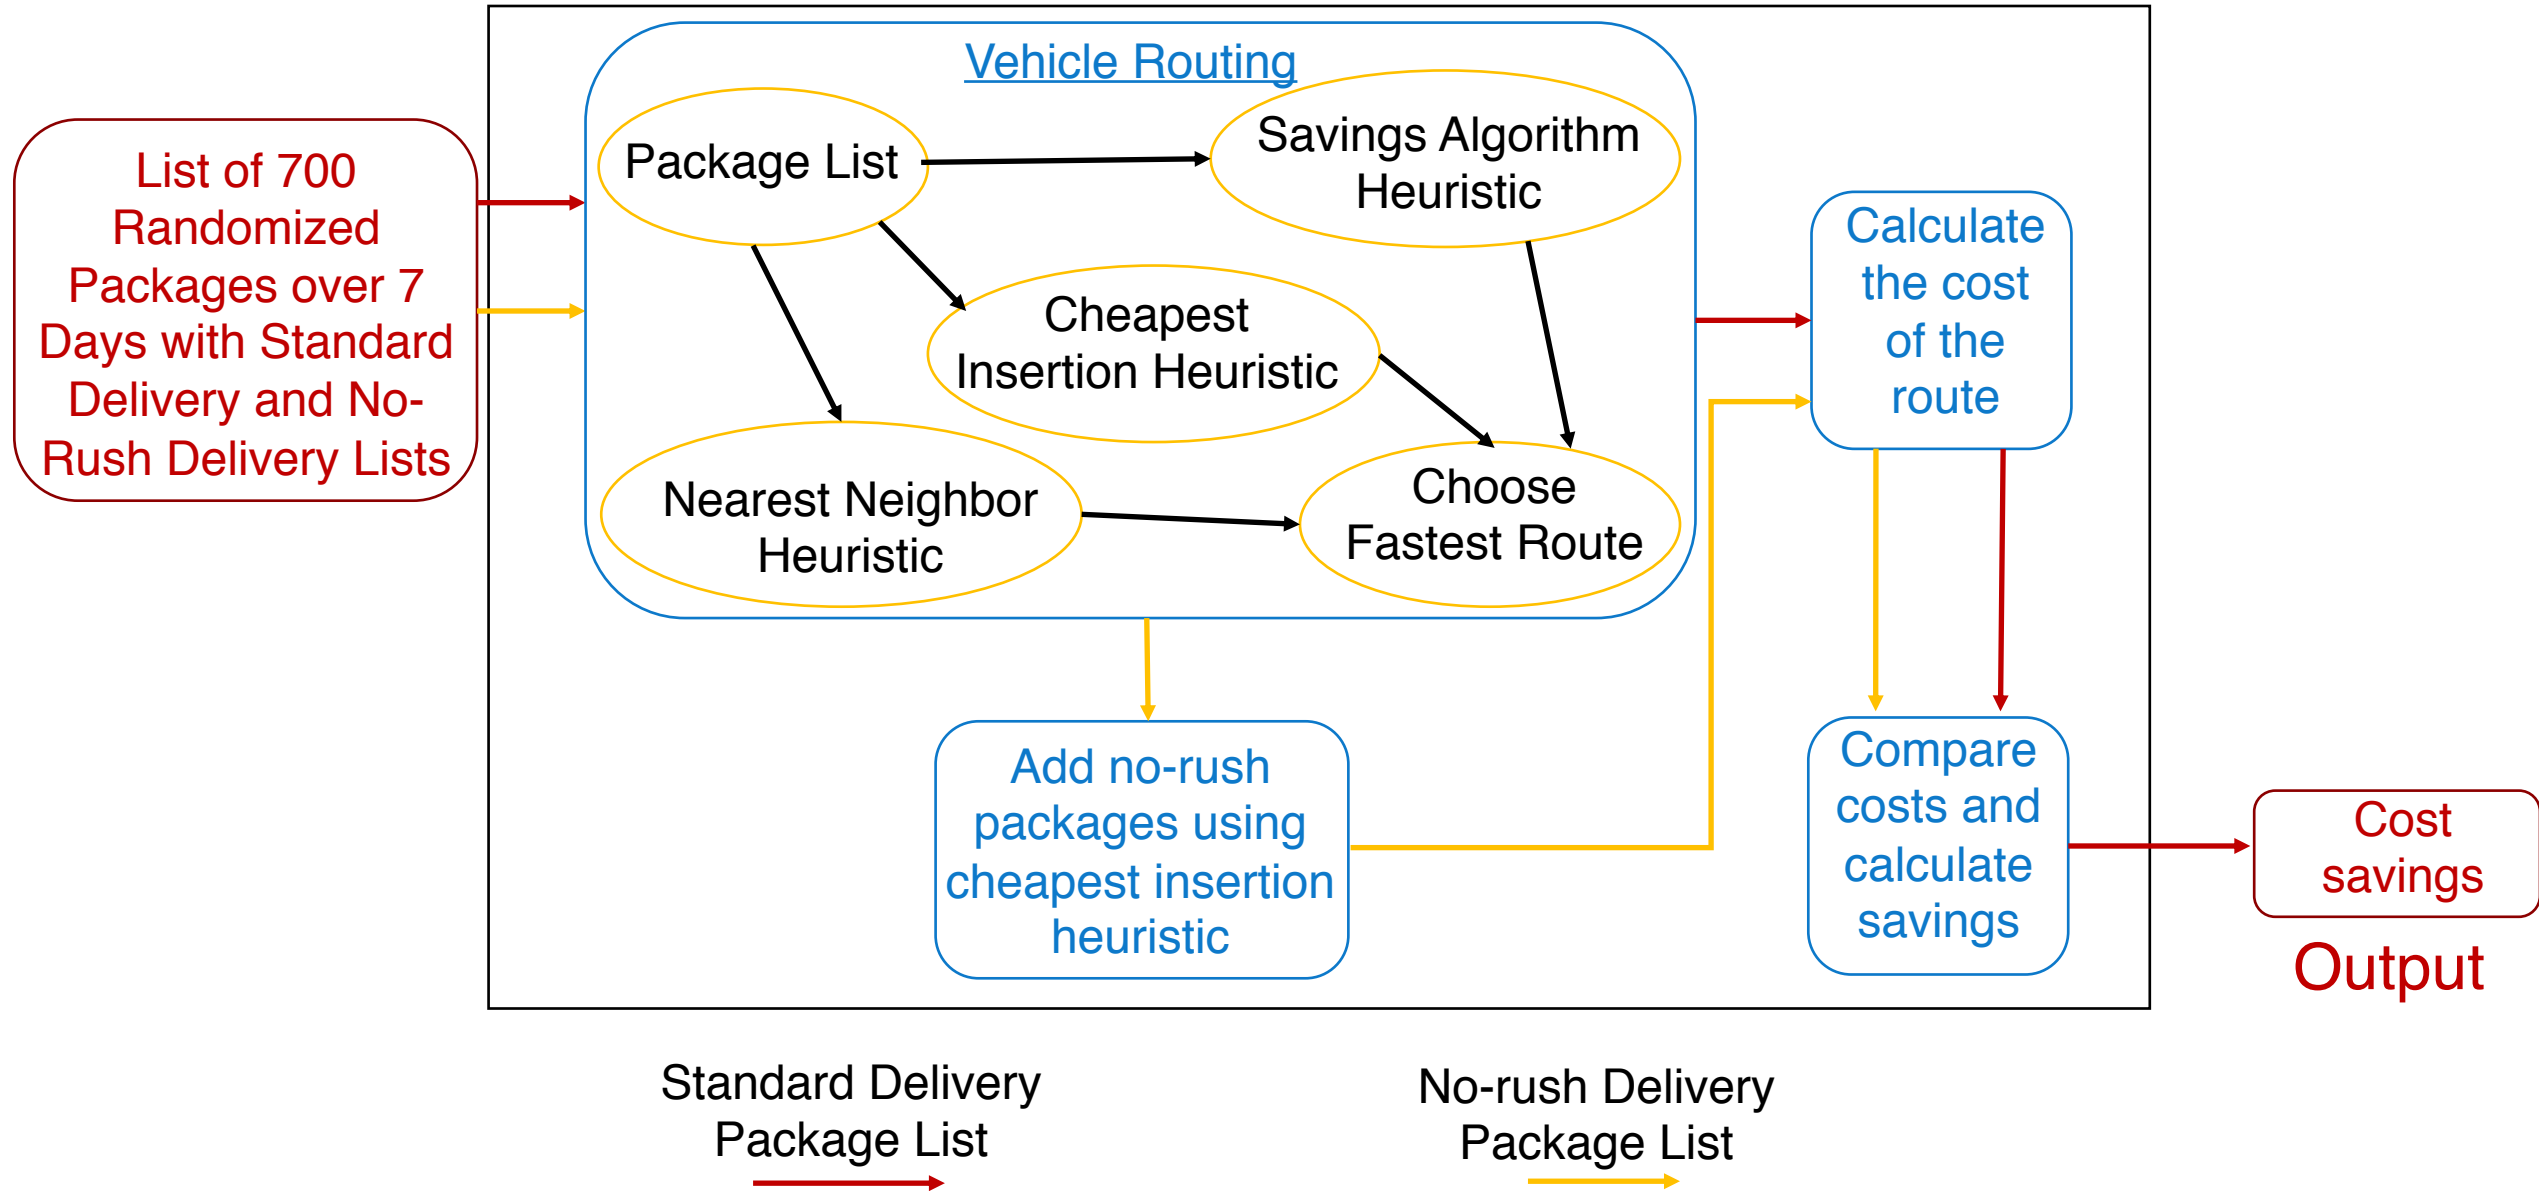 List of 700
Randomized
Packages over 7
Days with Standard
Delivery and No-
Rush Delivery Lists
Vehicle Routing
Package List
Savings Algorithm
Heuristic
Cheapest
Insertion Heuristic
Nearest Neighbor
Heuristic
Choose
Fastest Route
Calculate
the cost
of the
route
Add no-rush
packages using
cheapest insertion
heuristic
Compare
costs and
calculate
savings
Cost
savings
Output
Standard Delivery
Package List
No-rush Delivery
Package List